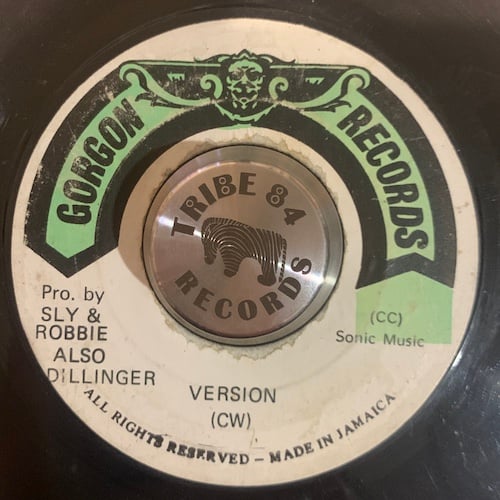 GORGON RECORDS
TRIBE 84
RECORDS
Pro. by
SLY &
ROBBIE
ALSO
DILLINGER
(CC)
Sonic Music
VERSION
(CW)
ALL RIGHTS RESERVED - MADE IN JAMAICA